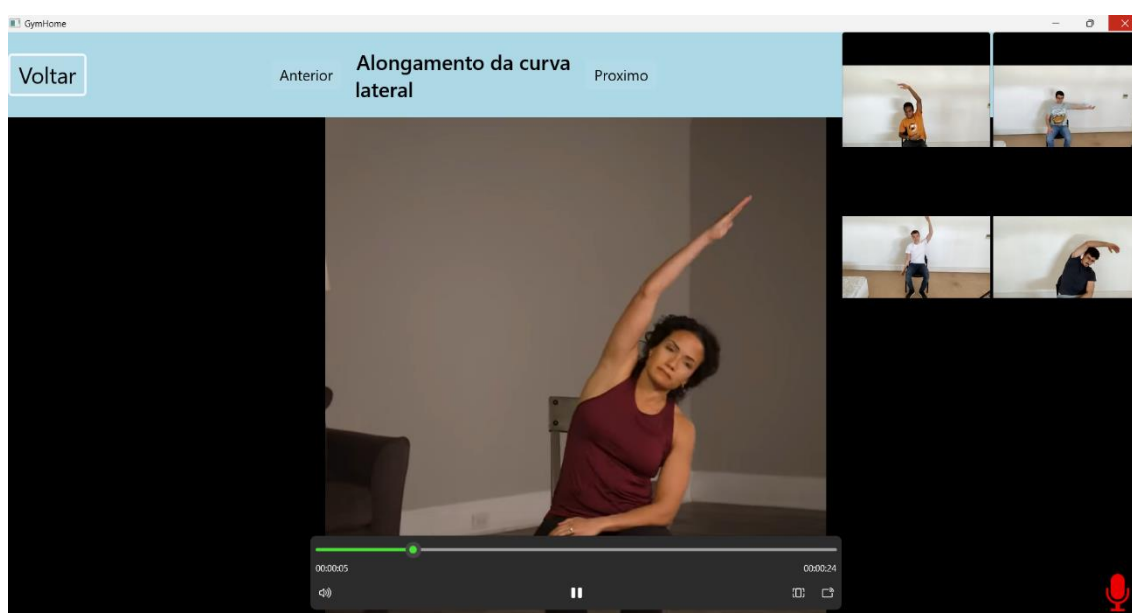 GymHome
Voltar
Anterior
Alongamento da curva
lateral
Proximo
00:00:05
00:00:24